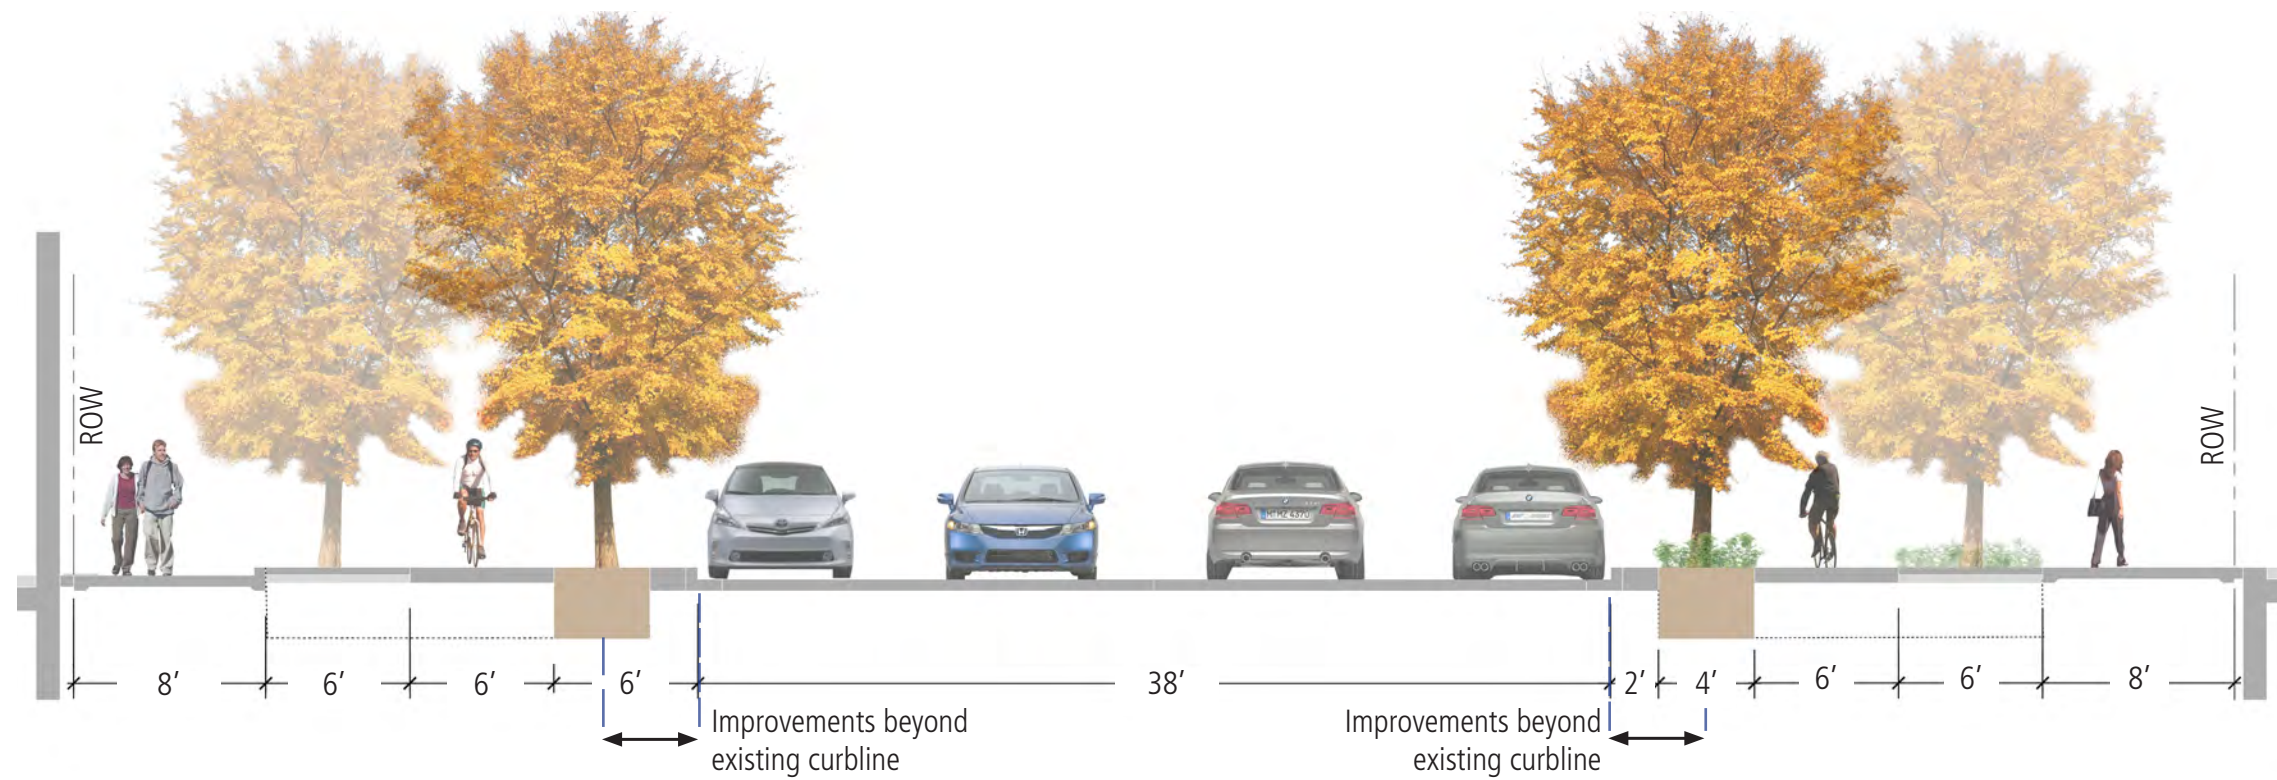 ROW
ROW
8’
6’
6’
6’
38’
2’
4’
6’
6’
8’
Improvements beyond
existing curbline
Improvements beyond
existing curbline